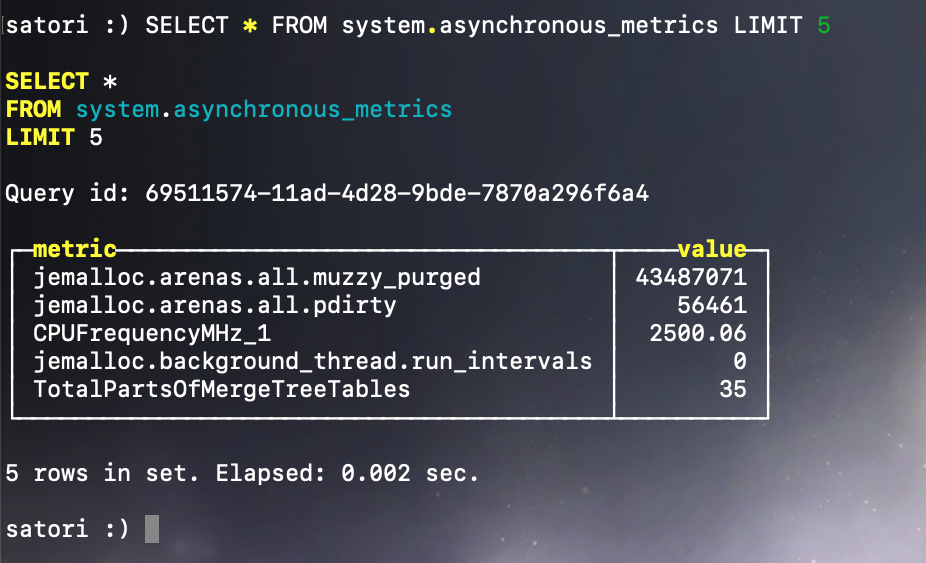 satori :) SELECT * FROM system.asynchronous_metrics LIMIT 5
SELECT *
FROM system.asynchronous_metrics
LIMIT 5
Query id: 69511574-11ad-4d28-9bde-7870a296f6a4
metric value
jemalloc.arenas.all.muzzy_purged 43487071
jemalloc.arenas.all.pdirty 56461
CPUFrequencyMHz_1 2500.06
jemalloc.background_thread.run_intervals 0
TotalPartsOfMergeTreeTables 35
5 rows in set. Elapsed: 0.002 sec.
satori :)